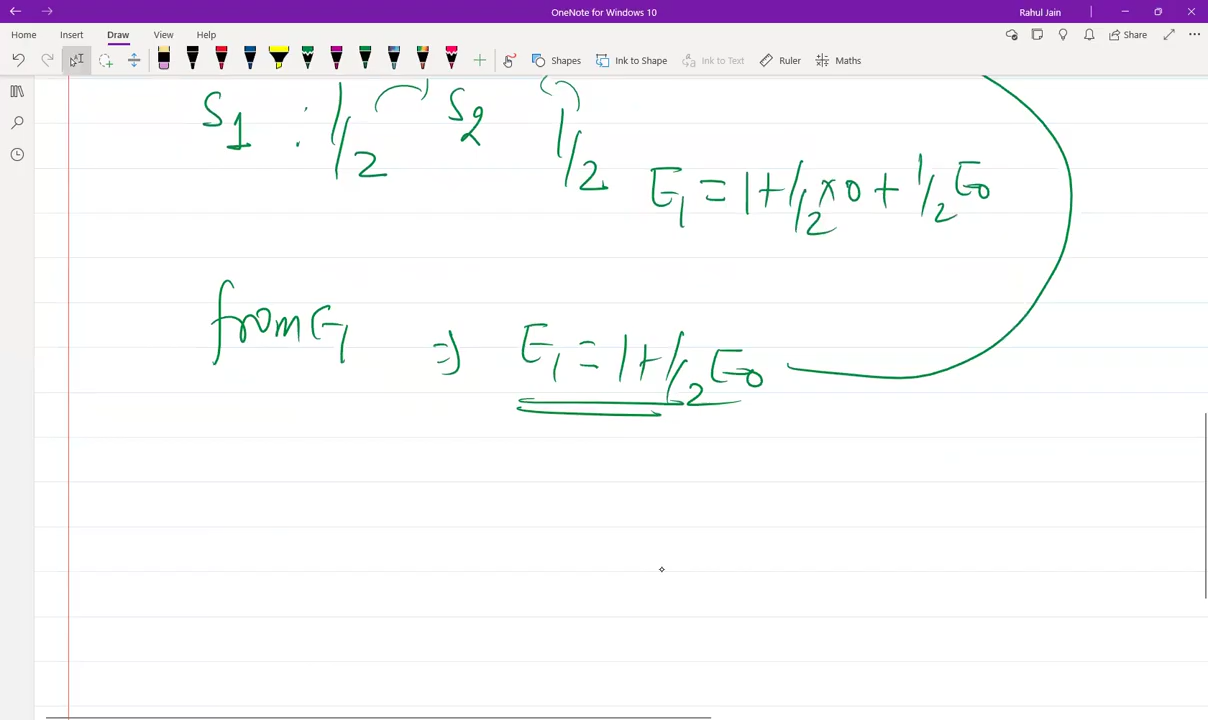 OneNote for Windows 10
Rahul Jain
Home Insert Draw View Help
Share
Shapes Ink to Shape Ink to Text Ruler Maths
S1 : 1/2 S2 1/2
E1 = 1 + 1/2 x 0 + 1/2 E0
from E1 ⇒ E1 = 1 + 1/2 E0